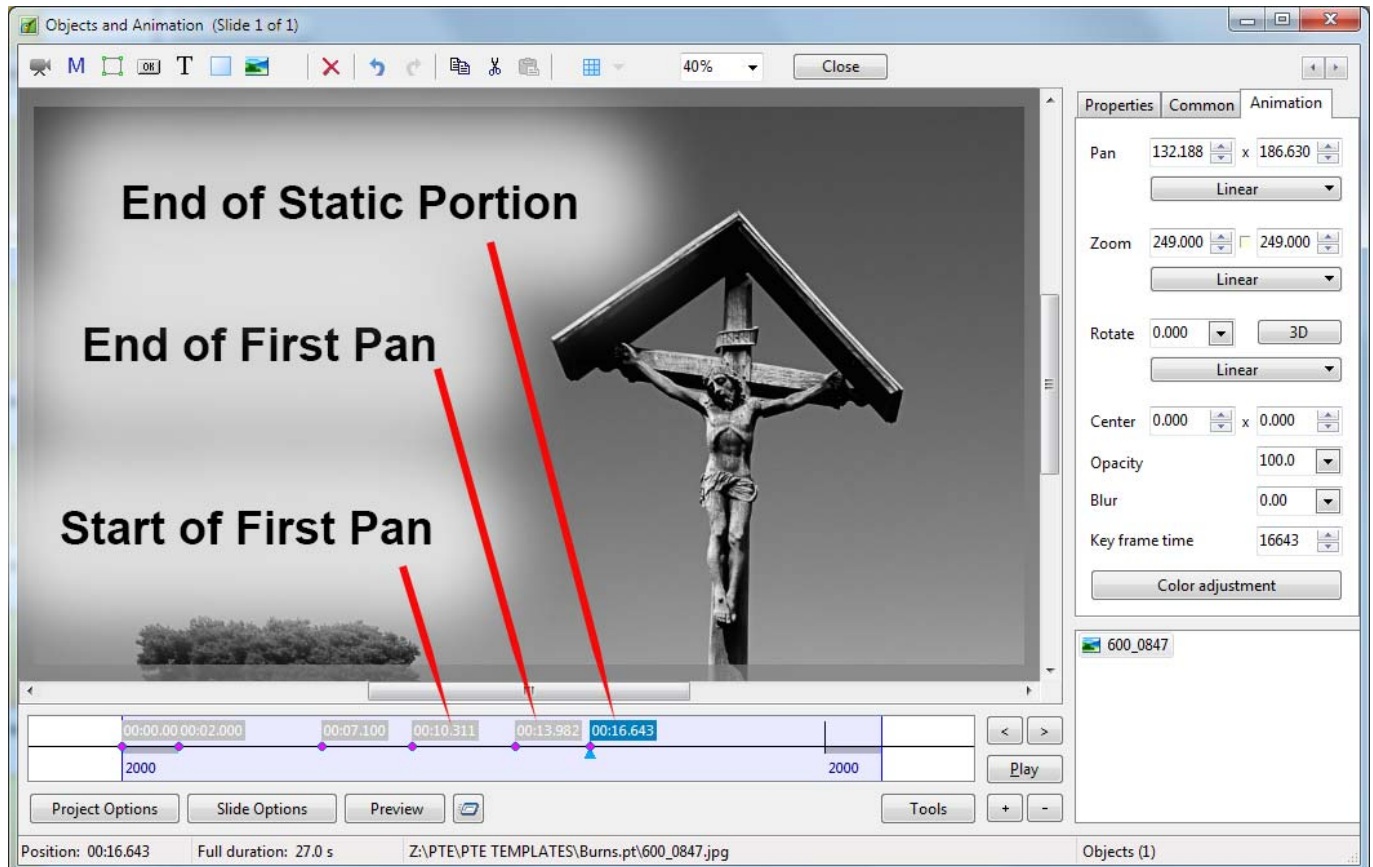 Objects and Animation (Slide 1 of 1)
M OK T 40% Close
Properties Common Animation
Pan 132.188 x 186.630
Linear
Zoom 249.000 249.000
Linear
Rotate 0.000 3D
Linear
Center 0.000 x 0.000
Opacity 100.0
Blur 0.00
Key frame time 16643
Color adjustment
600_0847
End of Static Portion
End of First Pan
Start of First Pan
00:00.00 00:02.000 00:07.100 00:10.311 00:13.982 00:16.643
2000 2000
< >
Play
+ -
Project Options Slide Options Preview Tools
Position: 00:16.643 Full duration: 27.0 s Z:\PTE\PTE TEMPLATES\Burns.pt\600_0847.jpg Objects (1)